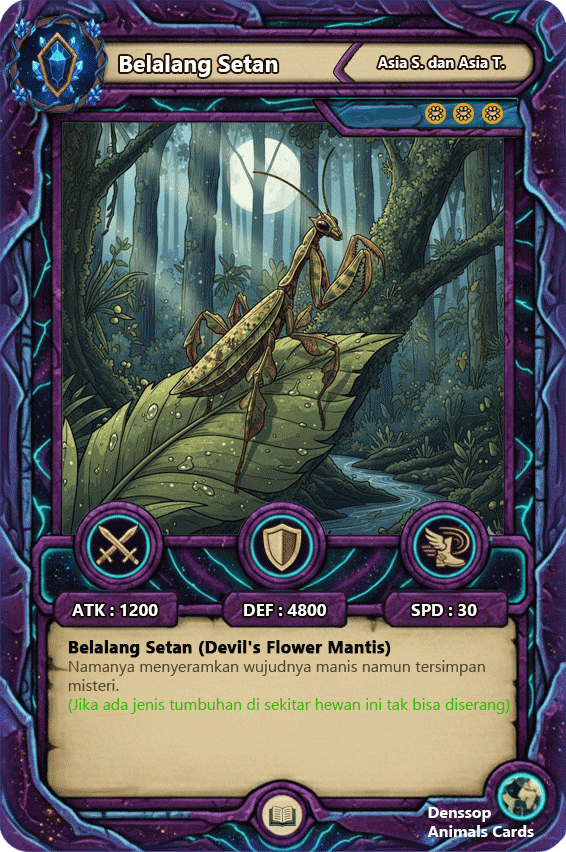 Belalang Setan
Asia S. dan Asia T.
ATK : 1200
DEF : 4800
SPD : 30
Belalang Setan (Devil's Flower Mantis)
Namanya menyeramkan wujudnya manis namun tersimpan
misteri.
(Jika ada jenis tumbuhan di sekitar hewan ini tak bisa diserang)
Denssop
Animals Cards